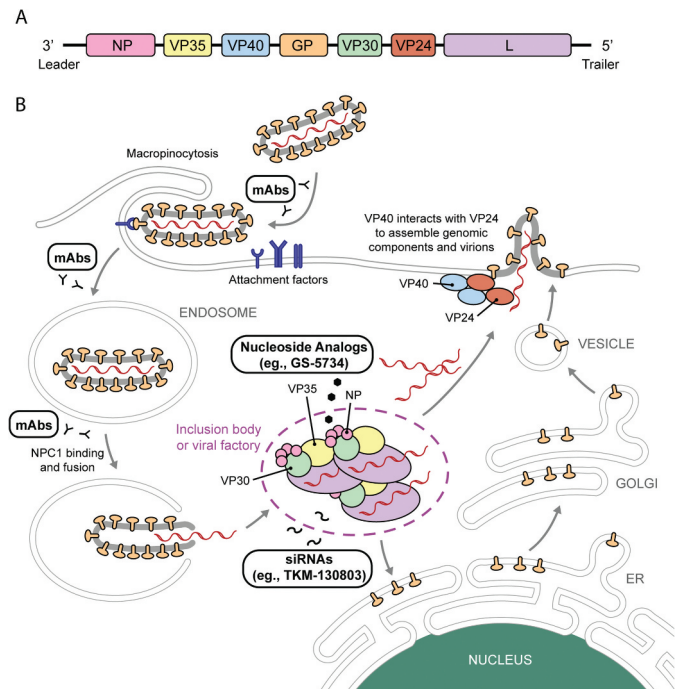 A
3’ NP VP35 VP40 GP VP30 VP24 L 5’
Leader Trailer
B
Macropinocytosis
mAbs
mAbs
Attachment factors
VP40 interacts with VP24
to assemble genomic
components and virions
VP40
VP24
ENDOSOME
Nucleoside Analogs
(eg., GS-5734)
VESICLE
VP35
NP
mAbs
NPC1 binding
and fusion
Inclusion body
or viral factory
VP30
GOLGI
siRNAs
(eg., TKM-130803)
ER
NUCLEUS